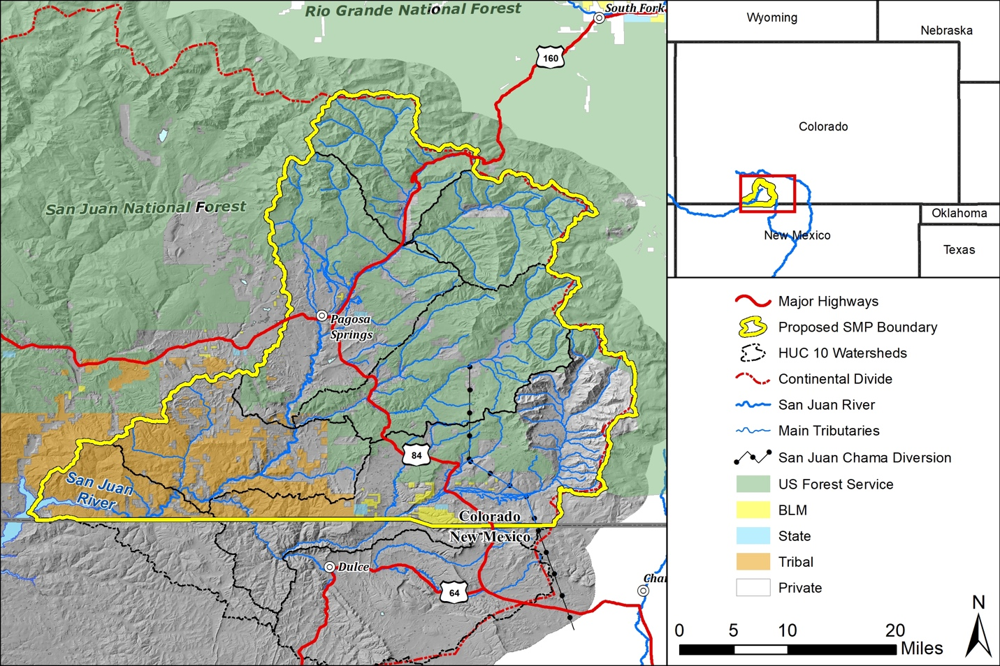 Rio Grande National Forest
South Fork
160
San Juan National Forest
Pagosa
Springs
84
San Juan
River
Colorado
New Mexico
Dulce
64
Wyoming
Nebraska
Colorado
Oklahoma
New Mexico
Texas
Major Highways
Proposed SMP Boundary
HUC 10 Watersheds
Continental Divide
San Juan River
Main Tributaries
San Juan Chama Diversion
US Forest Service
BLM
State
Tribal
Private
Cha
N
0 5 10 20
Miles